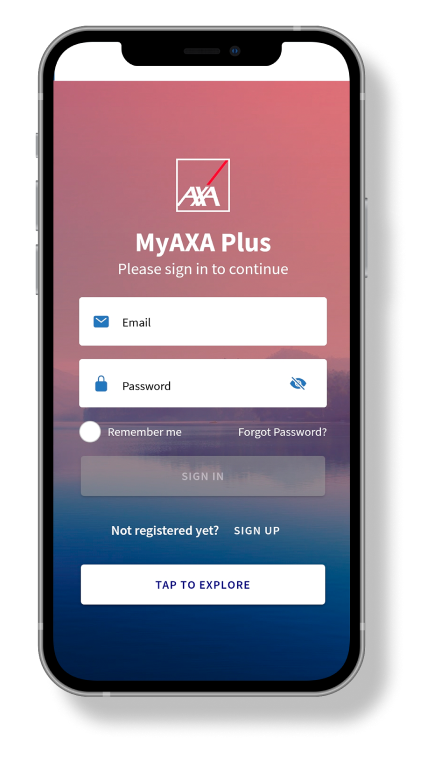 AXA
MyAXA Plus
Please sign in to continue
Email
Password
Remember me Forgot Password?
SIGN IN
Not registered yet? SIGN UP
TAP TO EXPLORE